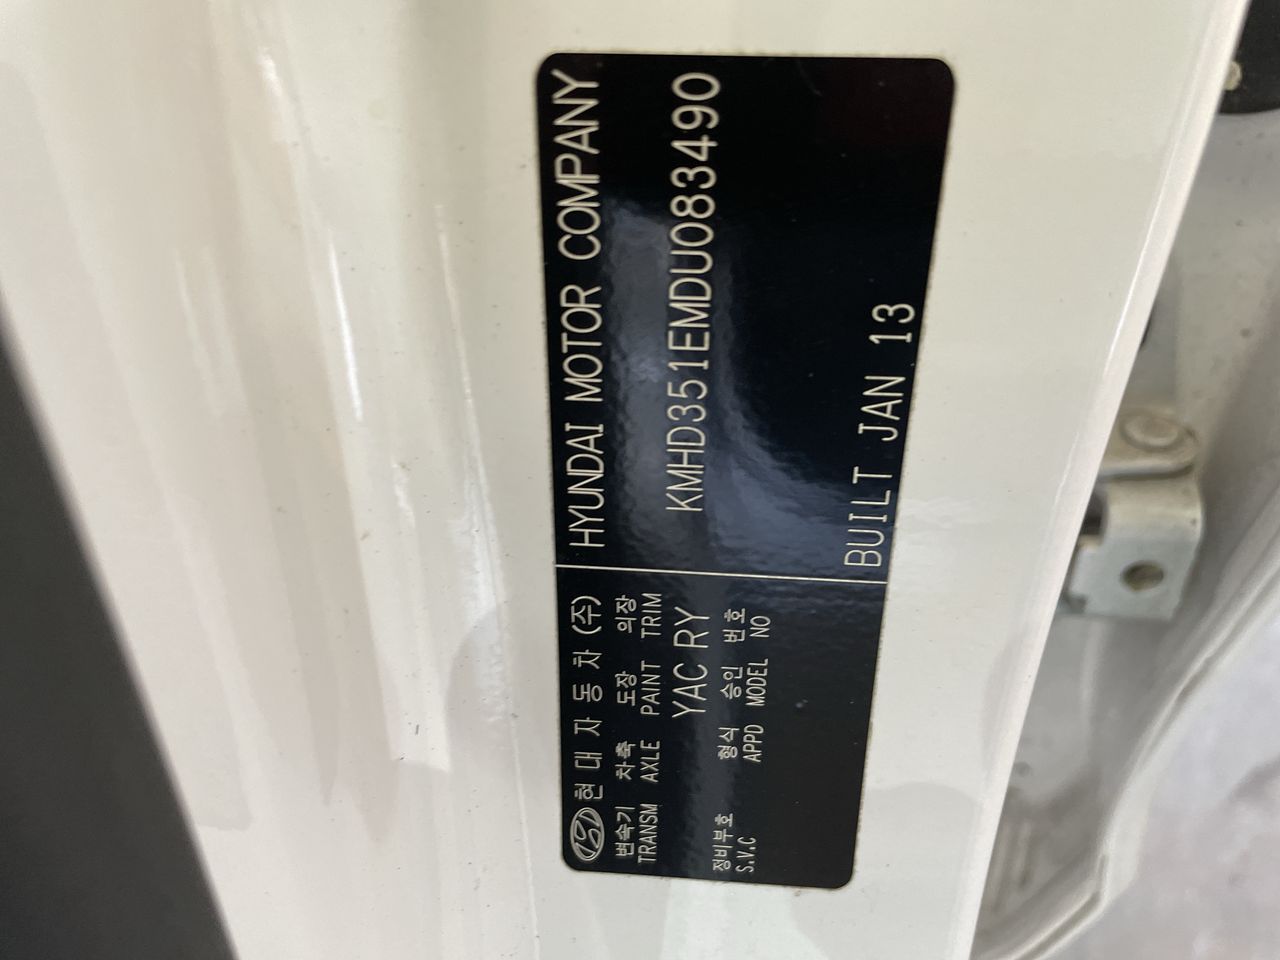 현대자동차(주)
HYUNDAI MOTOR COMPANY
변속기 차축 도장 의장
TRANSM AXLE PAINT TRIM
YAC RY
KMHD351EMDU083490
정비부호 형식 승인 번호
S.V.C APPD MODEL NO
BUILT JAN 13